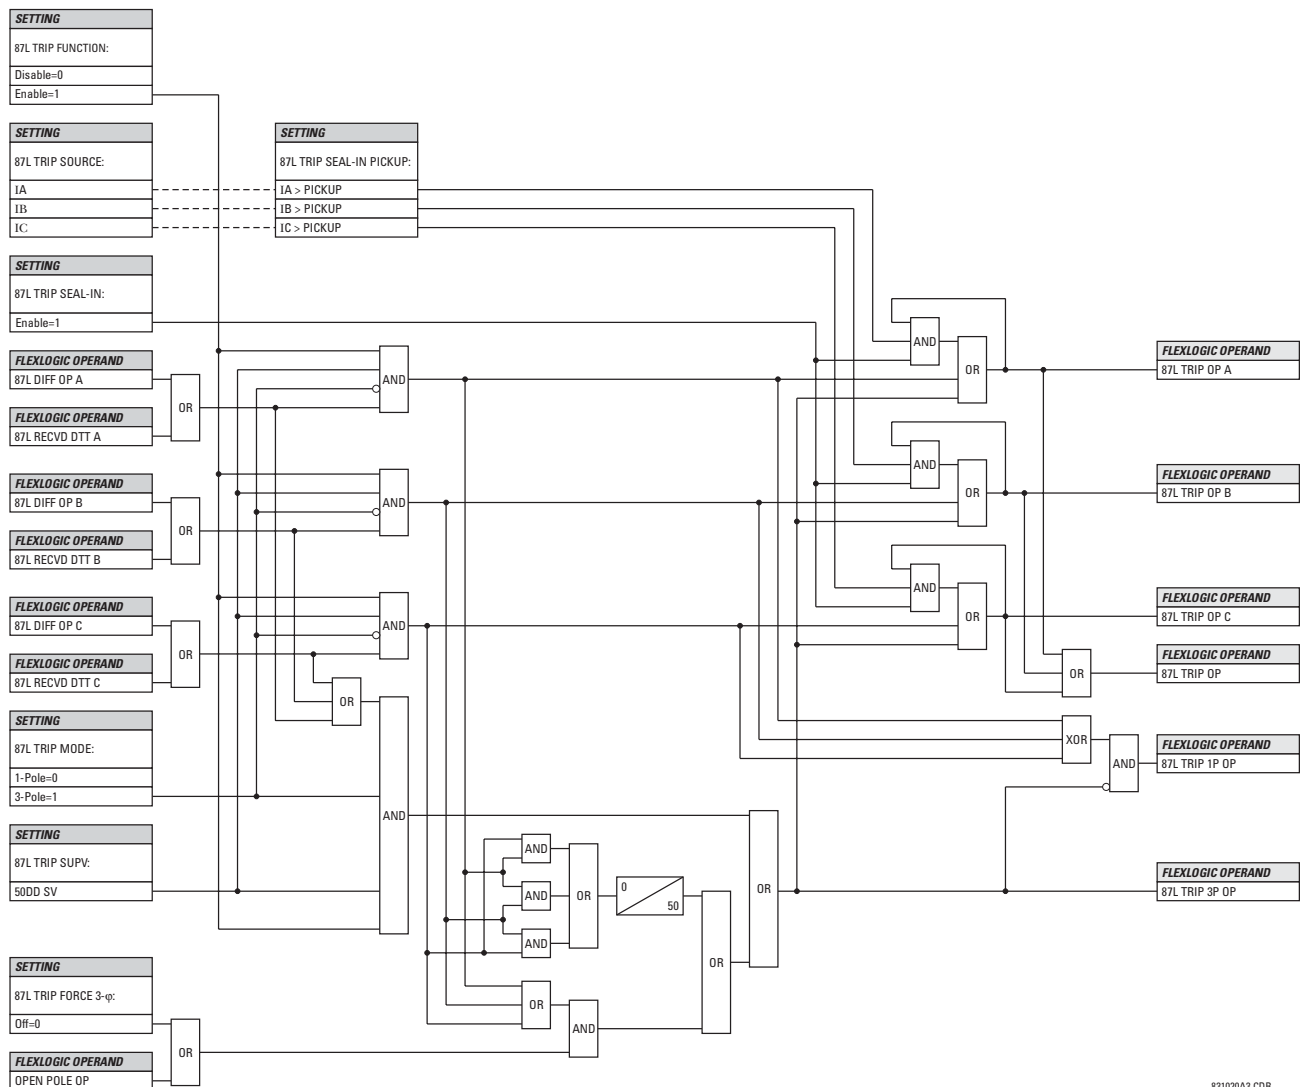 SETTING
87L TRIP FUNCTION:
Disable=0
Enable=1
SETTING
87L TRIP SOURCE:
IA
IB
IC
SETTING
87L TRIP SEAL-IN PICKUP:
IA > PICKUP
IB > PICKUP
IC > PICKUP
SETTING
87L TRIP SEAL-IN:
Enable=1
FLEXLOGIC OPERAND
87L DIFF OP A
FLEXLOGIC OPERAND
87L RECVD DTT A
OR
AND
FLEXLOGIC OPERAND
87L DIFF OP B
FLEXLOGIC OPERAND
87L RECVD DTT B
OR
AND
FLEXLOGIC OPERAND
87L DIFF OP C
FLEXLOGIC OPERAND
87L RECVD DTT C
OR
AND
OR
SETTING
87L TRIP MODE:
1-Pole=0
3-Pole=1
SETTING
87L TRIP SUPV:
50DD SV
AND
SETTING
87L TRIP FORCE 3-φ:
Off=0
FLEXLOGIC OPERAND
OPEN POLE OP
OR
AND
AND
AND
OR
0
50
OR
AND
OR
OR
AND
OR
FLEXLOGIC OPERAND
87L TRIP OP A
AND
OR
FLEXLOGIC OPERAND
87L TRIP OP B
AND
OR
FLEXLOGIC OPERAND
87L TRIP OP C
OR
FLEXLOGIC OPERAND
87L TRIP OP
XOR
AND
FLEXLOGIC OPERAND
87L TRIP 1P OP
FLEXLOGIC OPERAND
87L TRIP 3P OP
831020A3.CDR